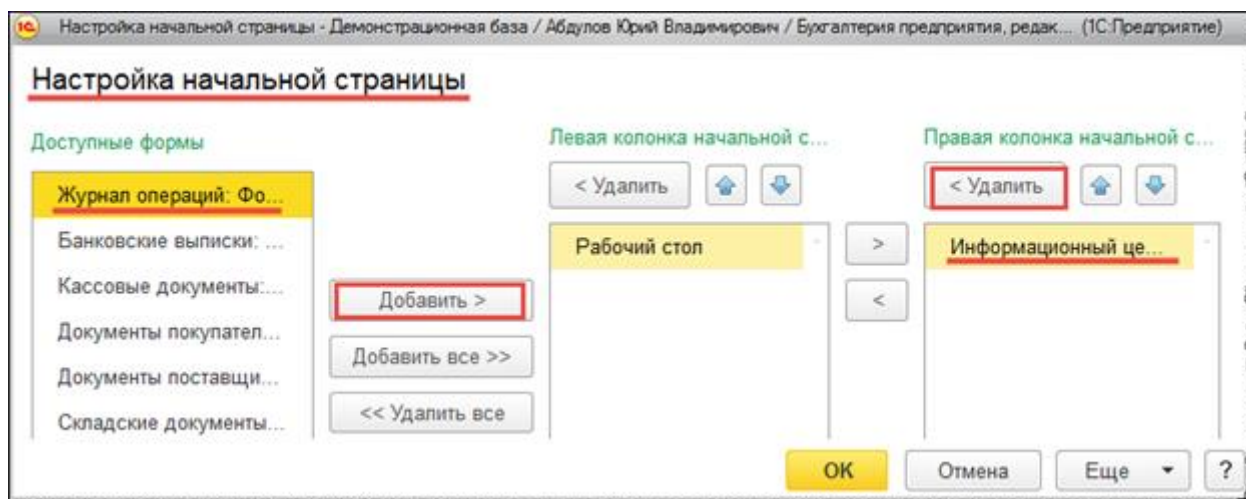 1С Настройка начальной страницы - Демонстрационная база / Абдулов Юрий Владимирович / Бухгалтерия предприятия, редак... (1С:Предприятие)
Настройка начальной страницы
Доступные формы
Журнал операций: Фо...
Банковские выписки: ...
Кассовые документы:...
Документы покупател...
Документы поставщи...
Складские документы...
Добавить >
Добавить все >>
<< Удалить все
Левая колонка начальной с...
< Удалить
Рабочий стол
>
<
Правая колонка начальной с...
< Удалить
Информационный це...
ОК
Отмена
Еще
?